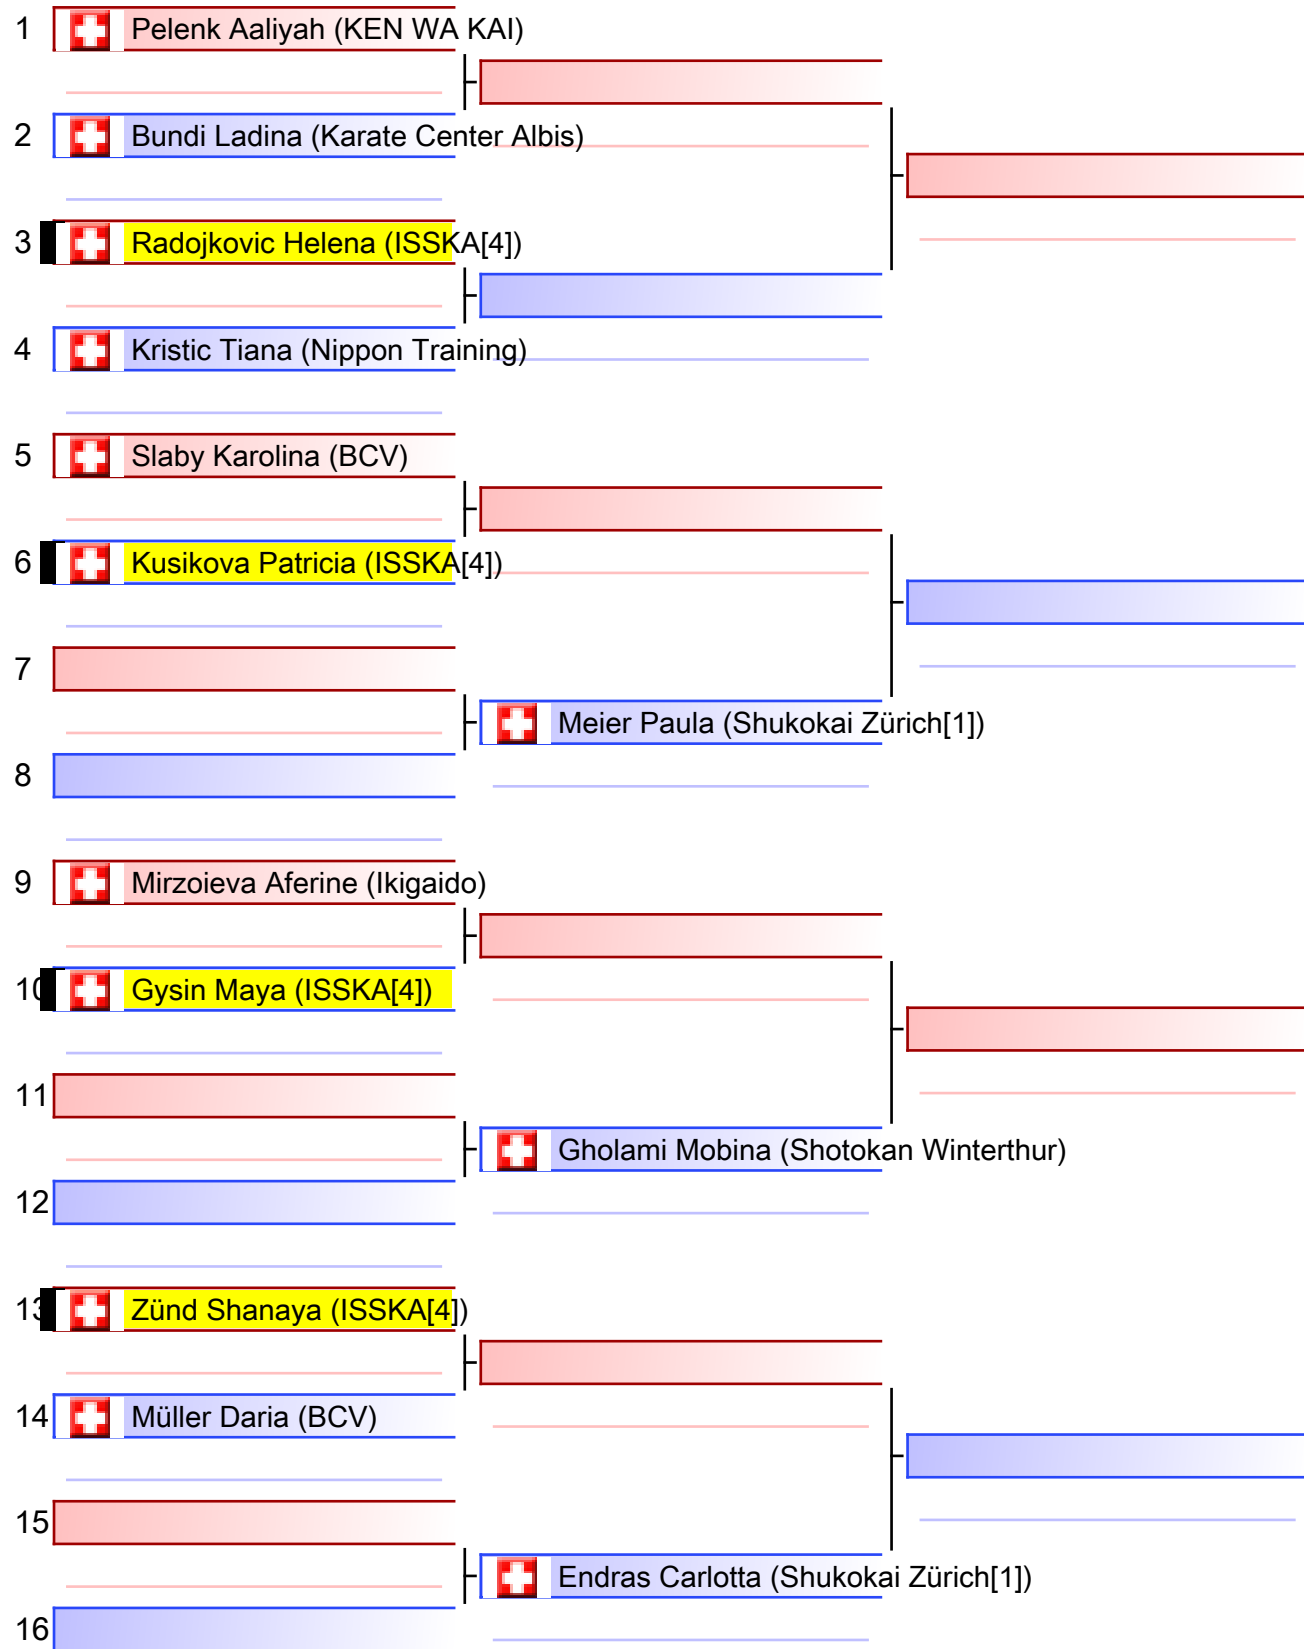 1 Pelenk Aaliyah (KEN WA KAI)
2 Bundi Ladina (Karate Center Albis)
3 Radojkovic Helena (ISSKA[4])
4 Kristic Tiana (Nippon Training)
5 Slaby Karolina (BCV)
6 Kusikova Patricia (ISSKA[4])
7
Meier Paula (Shukokai Zürich[1])
8
9 Mirzoieva Aferine (Ikigaido)
10 Gysin Maya (ISSKA[4])
11
Gholami Mobina (Shotokan Winterthur)
12
13 Zünd Shanaya (ISSKA[4])
14 Müller Daria (BCV)
15
Endras Carlotta (Shukokai Zürich[1])
16